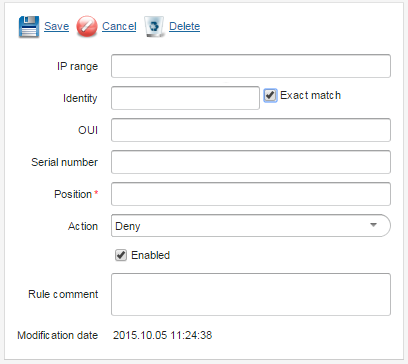 Save Cancel Delete
IP range
Identity Exact match
OUI
Serial number
Position *
Action Deny
Enabled
Rule comment
Modification date 2015.10.05 11:24:38